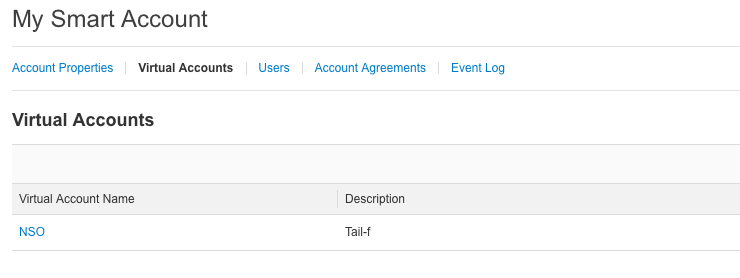 My Smart Account
Account Properties Virtual Accounts Users Account Agreements Event Log
Virtual Accounts
Virtual Account Name Description
NSO Tail-f